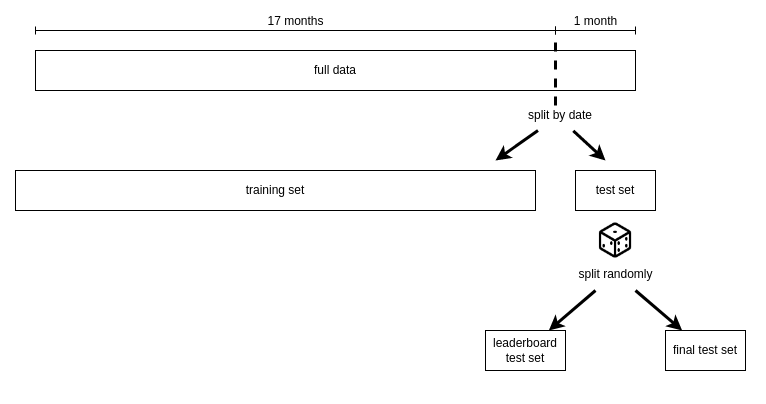 17 months
1 month
full data
split by date
training set
test set
split randomly
leaderboard
test set
final test set